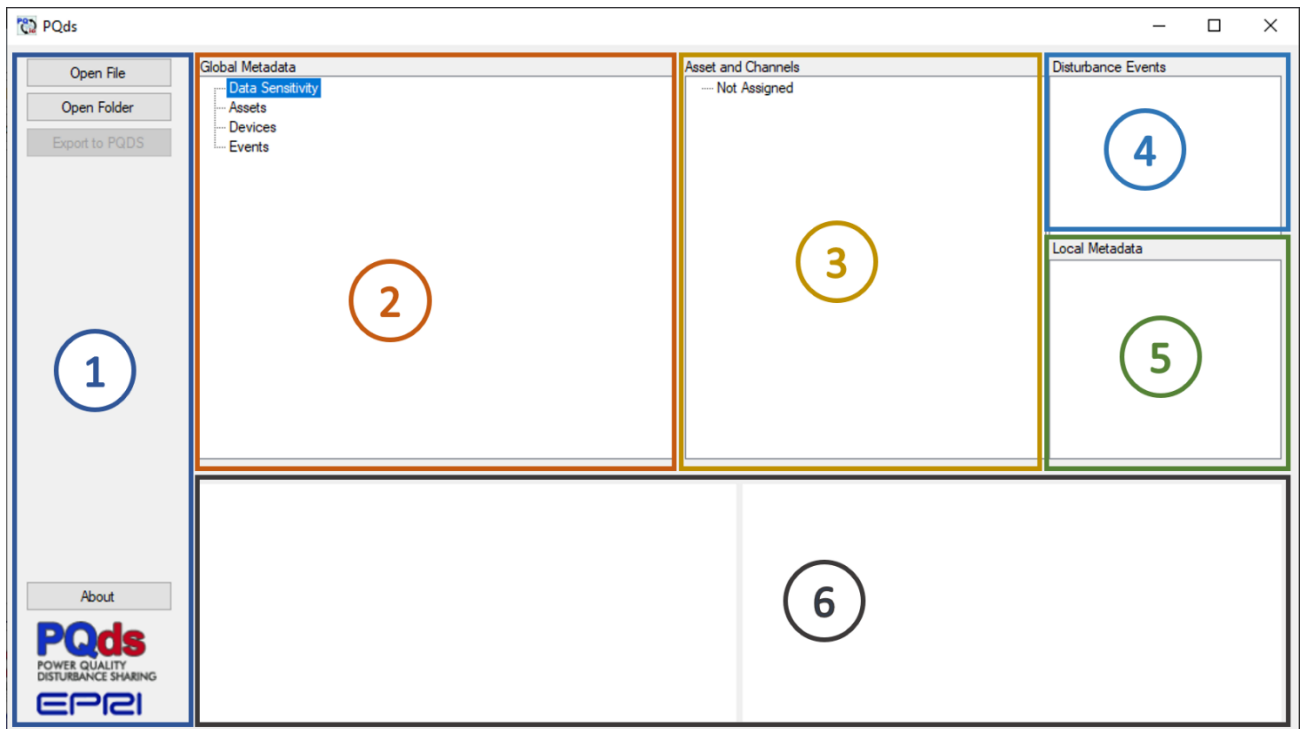 PQds
Open File
Open Folder
Export to PQDS
1
About
PQds
POWER QUALITY
DISTURBANCE SHARING
EPRI
Global Metadata
Data Sensitivity
Assets
Devices
Events
2
Asset and Channels
Not Assigned
3
Disturbance Events
4
Local Metadata
5
6